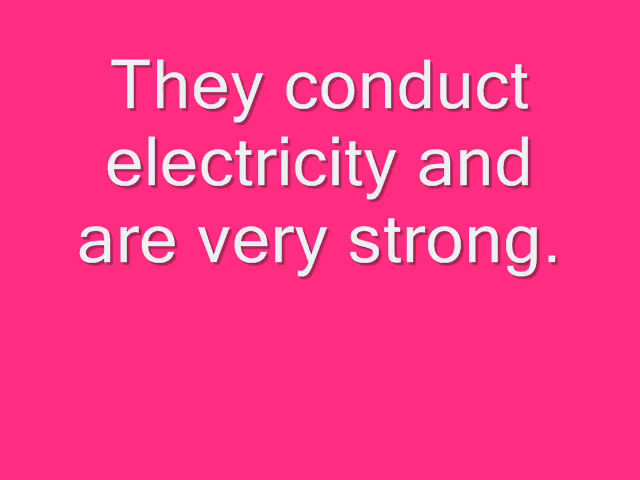 They conduct
electricity and
are very strong.